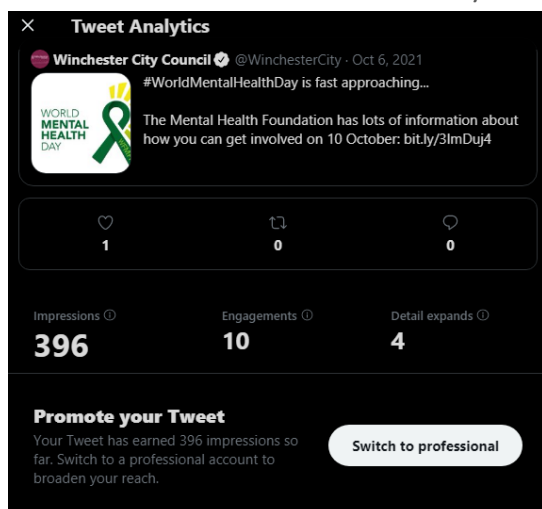 Tweet Analytics
Winchester City Council @WinchesterCity · Oct 6, 2021
#WorldMentalHealthDay is fast approaching...
The Mental Health Foundation has lots of information about
how you can get involved on 10 October: bit.ly/3lmDuj4
WORLD
MENTAL
HEALTH
DAY
1 0 0
Impressions Engagements Detail expands
396 10 4
Promote your Tweet
Your Tweet has earned 396 impressions so
far. Switch to a professional account to
broaden your reach.
Switch to professional